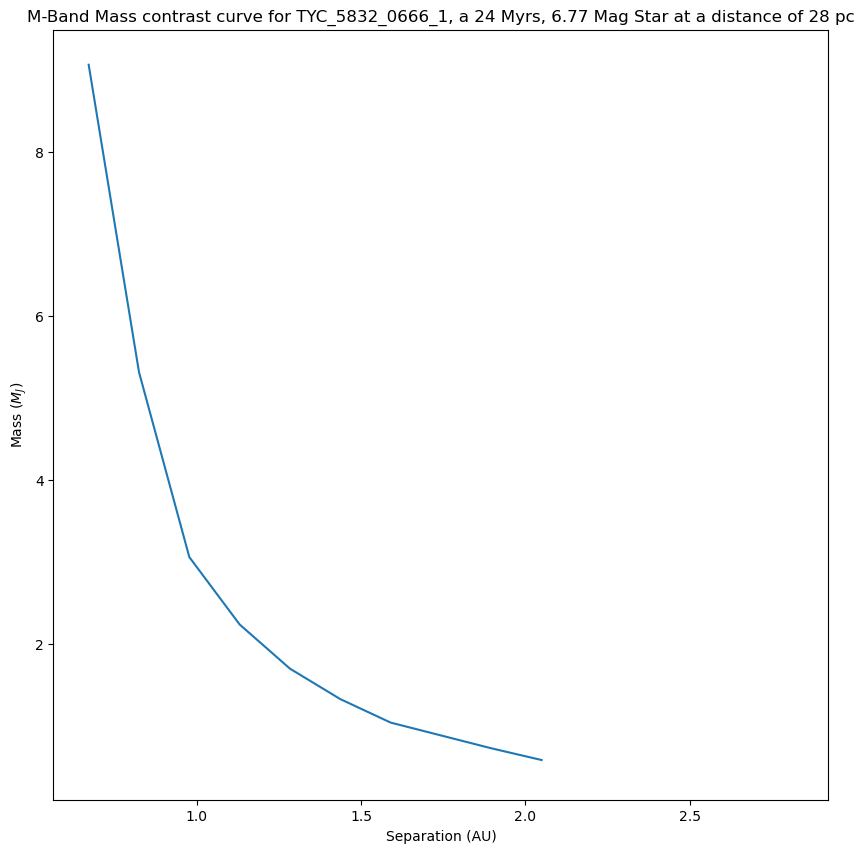 M-Band Mass contrast curve for TYC_5832_0666_1, a 24 Myrs, 6.77 Mag Star at a distance of 28 pc
8
6
4
2
Mass (M_J)
1.0 1.5 2.0 2.5
Separation (AU)